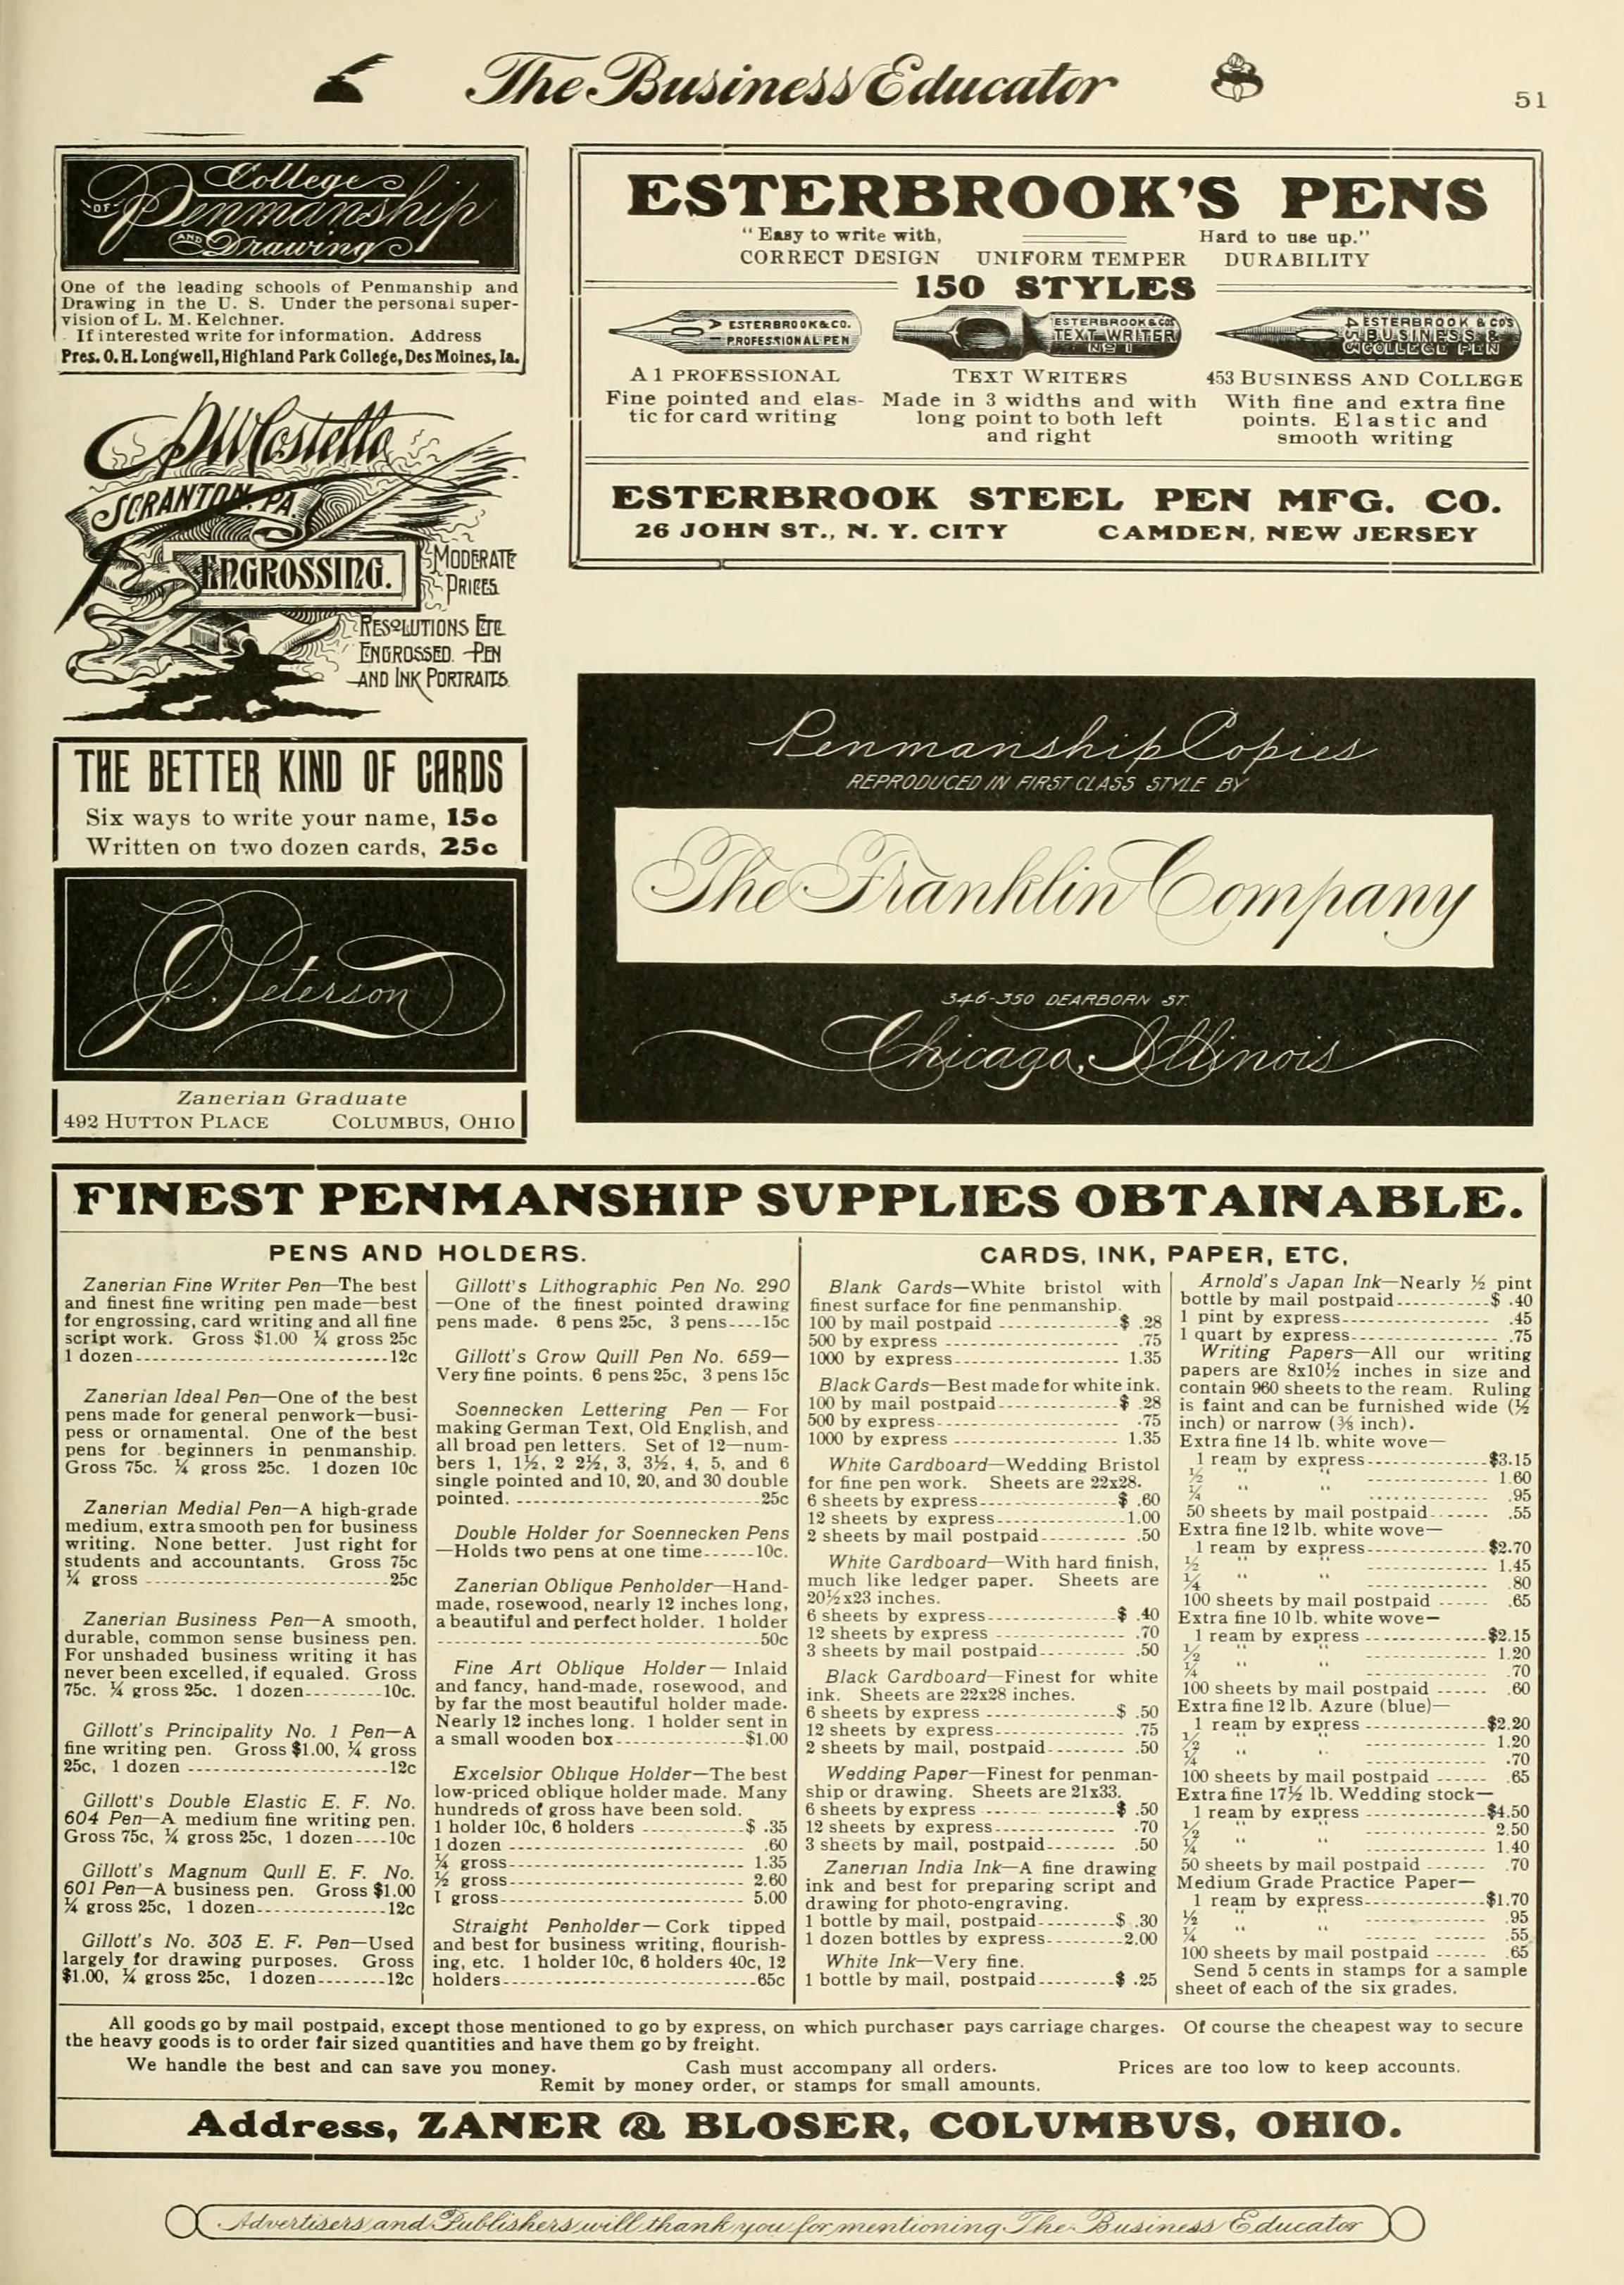 The Business Educator
51
College
OF
Penmanship
AND
Drawing
One of the leading schools of Penmanship and
Drawing in the U. S. Under the personal super-
vision of L. M. Kelchner.
If interested write for information. Address
Pres. O. H. Longwell, Highland Park College, Des Moines, Ia.
P W Costello
SCRANTON, PA.
ENGROSSING.
MODERATE
PRICES
RESOLUTIONS ETC.
ENGROSSED. PEN
AND INK PORTRAITS.
THE BETTER KIND OF CARDS
Six ways to write your name, 15c
Written on two dozen cards, 25c
P. Peterson
Zanerian Graduate
492 HUTTON PLACE COLUMBUS, OHIO
ESTERBROOK'S PENS
"Easy to write with, Hard to use up."
CORRECT DESIGN UNIFORM TEMPER DURABILITY
150 STYLES
ESTERBROOK & CO.
PROFESSIONAL PEN
ESTERBROOK & CO'S
TEXT WRITER
No 1
ESTERBROOK & CO'S
453 BUSINESS &
COLLEGE PEN
A 1 PROFESSIONAL
Fine pointed and elas-
tic for card writing
TEXT WRITERS
Made in 3 widths and with
long point to both left
and right
453 BUSINESS AND COLLEGE
With fine and extra fine
points. Elastic and
smooth writing
ESTERBROOK STEEL PEN MFG. CO.
26 JOHN ST., N. Y. CITY CAMDEN, NEW JERSEY
Penmanship Copies
REPRODUCED IN FIRST CLASS STYLE BY
The Franklin Company
346-350 DEARBORN ST.
Chicago, Illinois
FINEST PENMANSHIP SUPPLIES OBTAINABLE.
PENS AND HOLDERS.
Zanerian Fine Writer Pen—The best
and finest fine writing pen made—best
for engrossing, card writing and all fine
script work. Gross $1.00 ¼ gross 25c
1 dozen 12c
Zanerian Ideal Pen—One of the best
pens made for general penwork—busi-
pess or ornamental. One of the best
pens for beginners in penmanship.
Gross 75c. ¼ gross 25c. 1 dozen 10c
Zanerian Medial Pen—A high-grade
medium, extra smooth pen for business
writing. None better. Just right for
students and accountants. Gross 75c
¼ gross 25c
Zanerian Business Pen—A smooth,
durable, common sense business pen.
For unshaded business writing it has
never been excelled, if equaled. Gross
75c. ¼ gross 25c. 1 dozen 10c.
Gillott's Principality No. 1 Pen—A
fine writing pen. Gross $1.00, ¼ gross
25c, 1 dozen 12c
Gillott's Double Elastic E. F. No.
604 Pen—A medium fine writing pen.
Gross 75c, ¼ gross 25c, 1 dozen 10c
Gillott's Magnum Quill E. F. No.
601 Pen—A business pen. Gross $1.00
¼ gross 25c, 1 dozen 12c
Gillott's No. 303 E. F. Pen—Used
largely for drawing purposes. Gross
$1.00, ¼ gross 25c, 1 dozen 12c
Gillott's Lithographic Pen No. 290
—One of the finest pointed drawing
pens made. 6 pens 25c, 3 pens 15c
Gillott's Crow Quill Pen No. 659—
Very fine points. 6 pens 25c, 3 pens 15c
Soennecken Lettering Pen — For
making German Text, Old English, and
all broad pen letters. Set of 12—num-
bers 1, 1½, 2 2½, 3, 3½, 4, 5, and 6
single pointed and 10, 20, and 30 double
pointed. 25c
Double Holder for Soennecken Pens
—Holds two pens at one time 10c.
Zanerian Oblique Penholder—Hand-
made, rosewood, nearly 12 inches long,
a beautiful and perfect holder. 1 holder
50c
Fine Art Oblique Holder— Inlaid
and fancy, hand-made, rosewood, and
by far the most beautiful holder made.
Nearly 12 inches long. 1 holder sent in
a small wooden box $1.00
Excelsior Oblique Holder—The best
low-priced oblique holder made. Many
hundreds of gross have been sold.
1 holder 10c, 6 holders $ .35
1 dozen .60
¼ gross 1.35
½ gross 2.60
1 gross 5.00
Straight Penholder— Cork tipped
and best for business writing, flourish-
ing, etc. 1 holder 10c, 6 holders 40c, 12
holders 65c
CARDS, INK, PAPER, ETC,
Blank Cards—White bristol with
finest surface for fine penmanship.
100 by mail postpaid $ .28
500 by express .75
1000 by express 1.35
Black Cards—Best made for white ink.
100 by mail postpaid $ .28
500 by express .75
1000 by express 1.35
White Cardboard—Wedding Bristol
for fine pen work. Sheets are 22x28.
6 sheets by express $ .60
12 sheets by express 1.00
2 sheets by mail postpaid .50
White Cardboard—With hard finish,
much like ledger paper. Sheets are
20½x23 inches.
6 sheets by express $ .40
12 sheets by express .70
3 sheets by mail postpaid .50
Black Cardboard—Finest for white
ink. Sheets are 22x28 inches.
6 sheets by express $ .50
12 sheets by express .75
2 sheets by mail, postpaid .50
Wedding Paper—Finest for penman-
ship or drawing. Sheets are 21x33.
6 sheets by express $ .50
12 sheets by express .70
3 sheets by mail, postpaid .50
Zanerian India Ink—A fine drawing
ink and best for preparing script and
drawing for photo-engraving.
1 bottle by mail, postpaid $ .30
1 dozen bottles by express 2.00
White Ink—Very fine.
1 bottle by mail, postpaid $ .25
Arnold's Japan Ink—Nearly ½ pint
bottle by mail postpaid $ .40
1 pint by express .45
1 quart by express .75
Writing Papers—All our writing
papers are 8x10½ inches in size and
contain 960 sheets to the ream. Ruling
is faint and can be furnished wide (½
inch) or narrow (⅜ inch).
Extra fine 14 lb. white wove—
1 ream by express $3.15
½ " " 1.60
¼ " " .95
50 sheets by mail postpaid .55
Extra fine 12 lb. white wove—
1 ream by express $2.70
½ " " 1.45
¼ " " .80
100 sheets by mail postpaid .65
Extra fine 10 lb. white wove—
1 ream by express $2.15
½ " " 1.20
¼ " " .70
100 sheets by mail postpaid .60
Extra fine 12 lb. Azure (blue)—
1 ream by express $2.20
½ " " 1.20
¼ " " .70
100 sheets by mail postpaid .65
Extra fine 17½ lb. Wedding stock—
1 ream by express $4.50
½ " " 2.50
¼ " " 1.40
50 sheets by mail postpaid .70
Medium Grade Practice Paper—
1 ream by express $1.70
½ " " .95
¼ " " .55
100 sheets by mail postpaid .65
Send 5 cents in stamps for a sample
sheet of each of the six grades.
All goods go by mail postpaid, except those mentioned to go by express, on which purchaser pays carriage charges. Of course the cheapest way to secure
the heavy goods is to order fair sized quantities and have them go by freight.
We handle the best and can save you money. Cash must accompany all orders. Prices are too low to keep accounts.
Remit by money order, or stamps for small amounts.
Address, ZANER & BLOSER, COLUMBUS, OHIO.
Advertisers and Publishers will thank you for mentioning The Business Educator